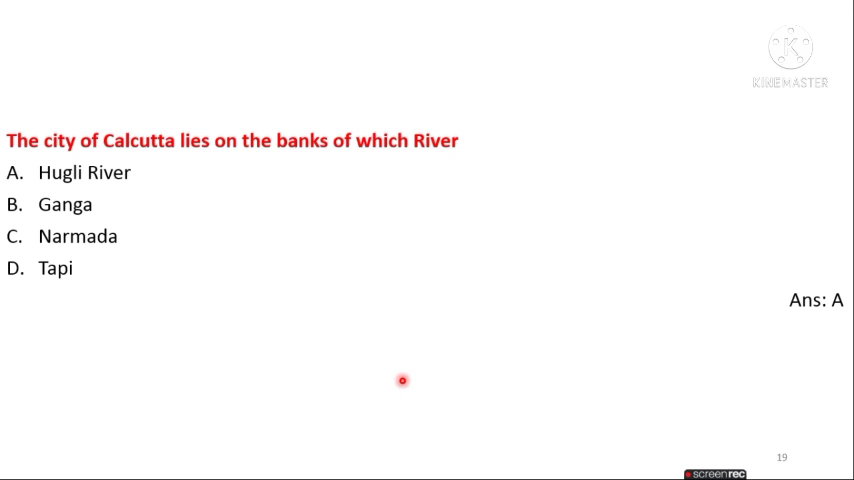 K
KINEMASTER
The city of Calcutta lies on the banks of which River
A. Hugli River
B. Ganga
C. Narmada
D. Tapi
Ans: A
19
screenrec